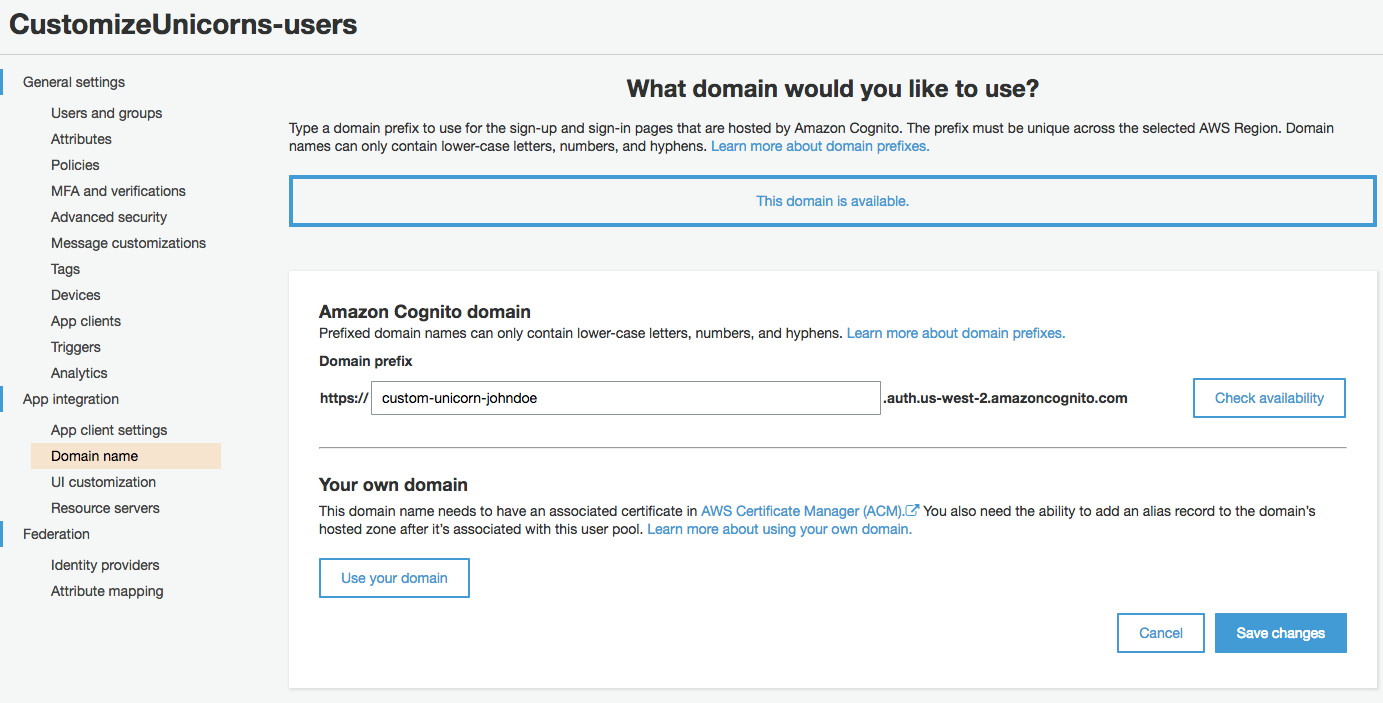 CustomizeUnicorns-users
General settings
Users and groups
Attributes
Policies
MFA and verifications
Advanced security
Message customizations
Tags
Devices
App clients
Triggers
Analytics
App integration
App client settings
Domain name
UI customization
Resource servers
Federation
Identity providers
Attribute mapping
What domain would you like to use?
Type a domain prefix to use for the sign-up and sign-in pages that are hosted by Amazon Cognito. The prefix must be unique across the selected AWS Region. Domain
names can only contain lower-case letters, numbers, and hyphens. Learn more about domain prefixes.
This domain is available.
Amazon Cognito domain
Prefixed domain names can only contain lower-case letters, numbers, and hyphens. Learn more about domain prefixes.
Domain prefix
https:// custom-unicorn-johndoe .auth.us-west-2.amazoncognito.com Check availability
Your own domain
This domain name needs to have an associated certificate in AWS Certificate Manager (ACM). You also need the ability to add an alias record to the domain's
hosted zone after it's associated with this user pool. Learn more about using your own domain.
Use your domain
Cancel Save changes